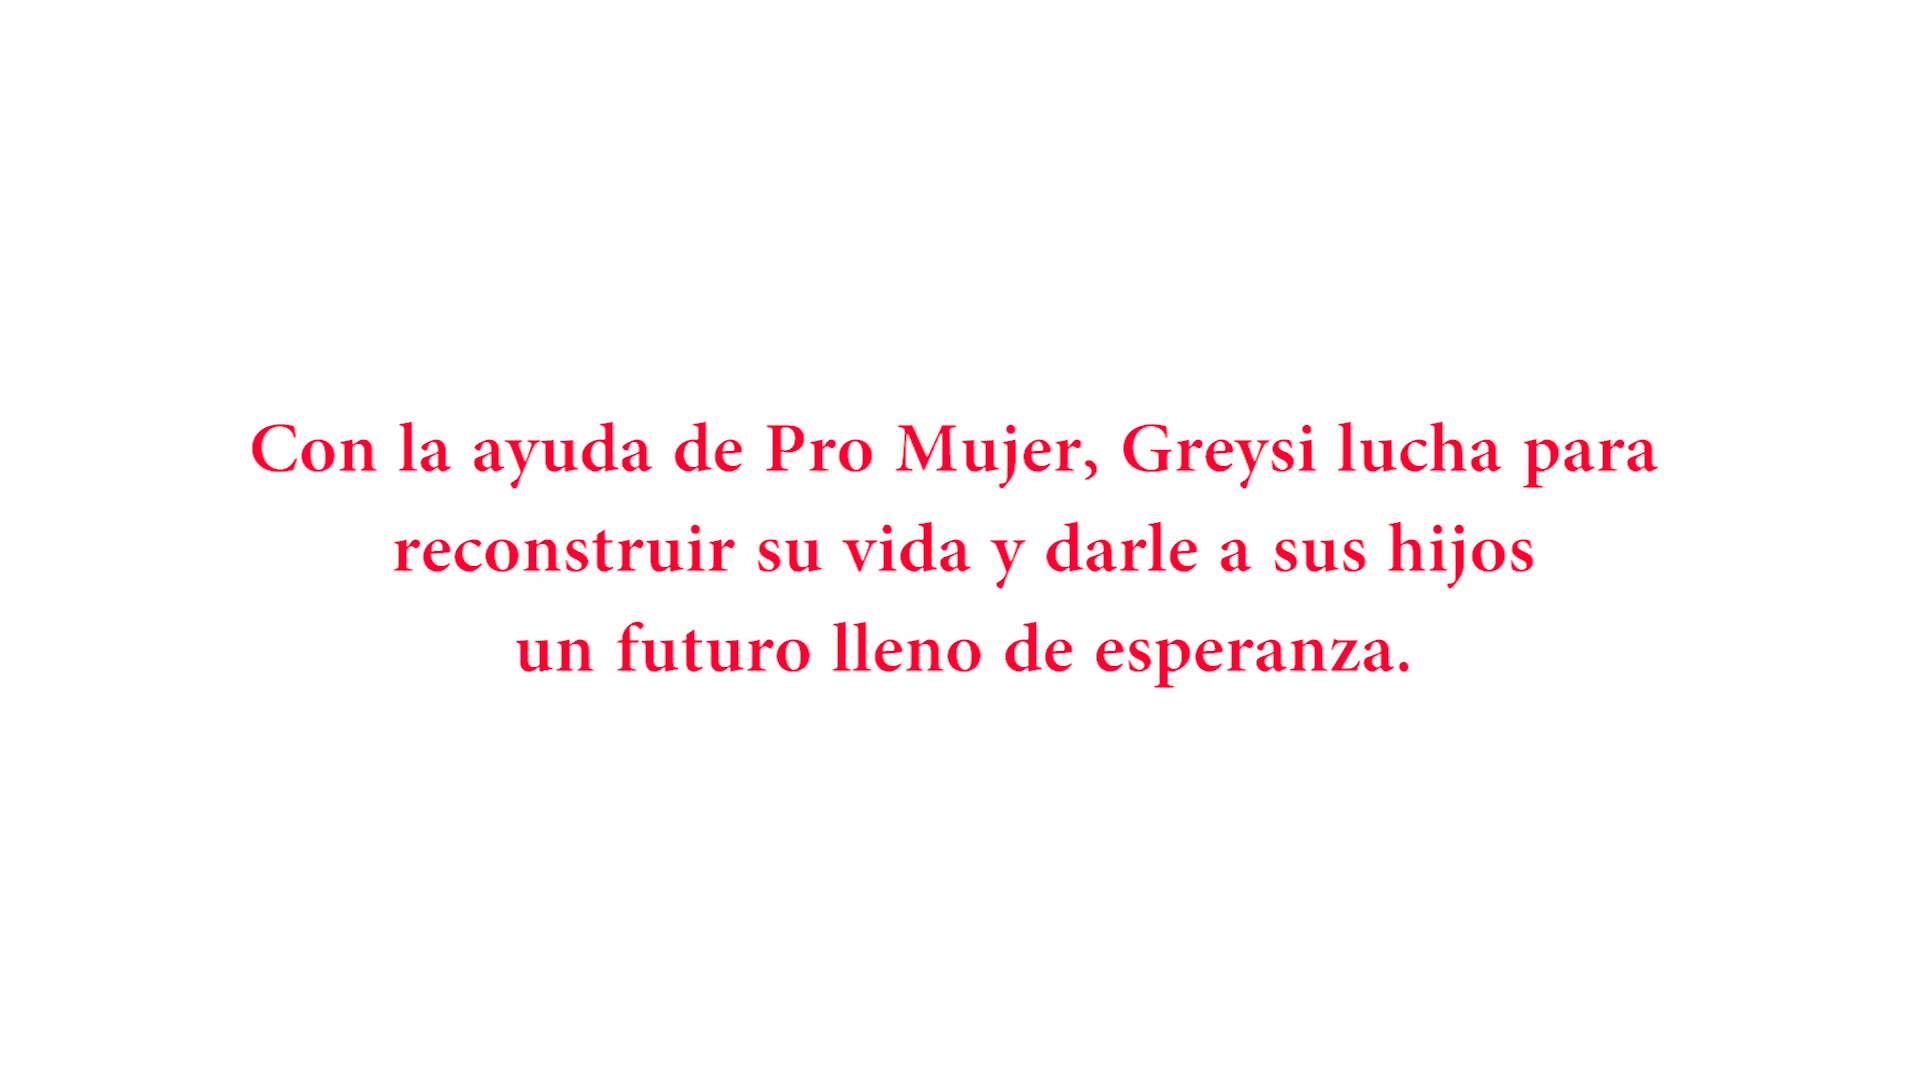 Con la ayuda de Pro Mujer, Greysi lucha para
reconstruir su vida y darle a sus hijos
un futuro lleno de esperanza.